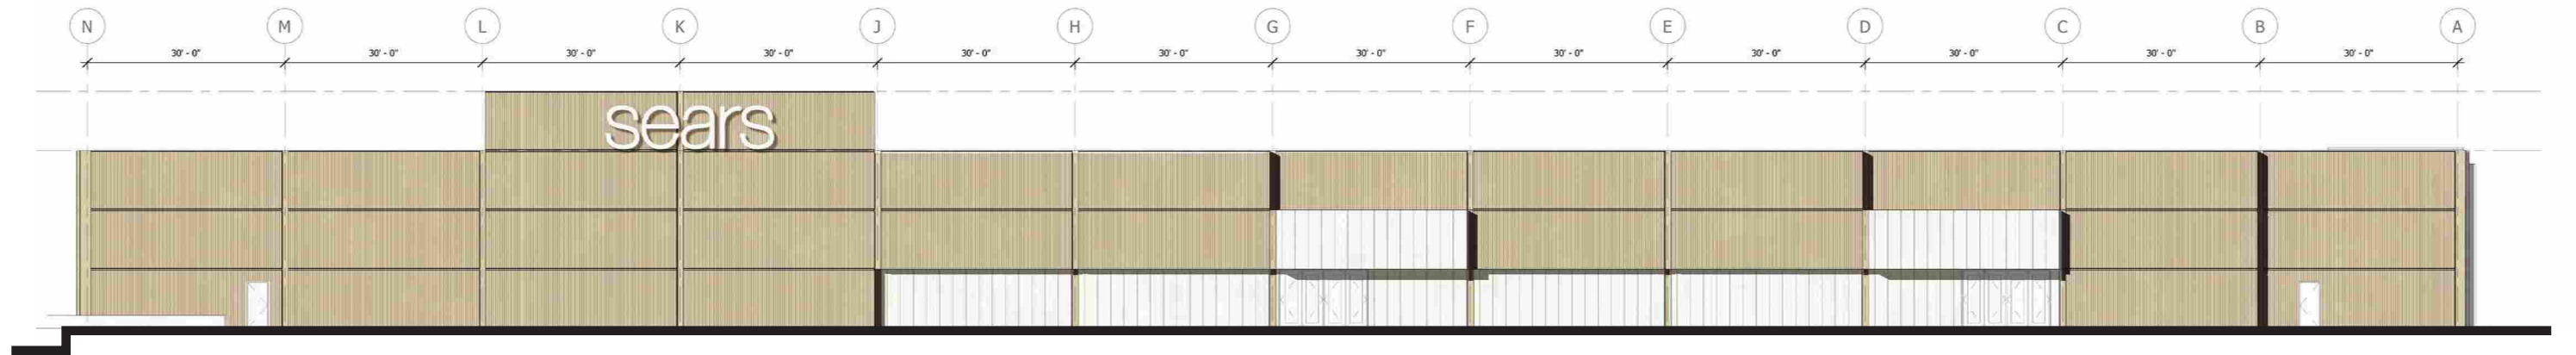 N M L K J H G F E D C B A
30' - 0" 30' - 0" 30' - 0" 30' - 0" 30' - 0" 30' - 0" 30' - 0" 30' - 0" 30' - 0" 30' - 0" 30' - 0" 30' - 0"
sears